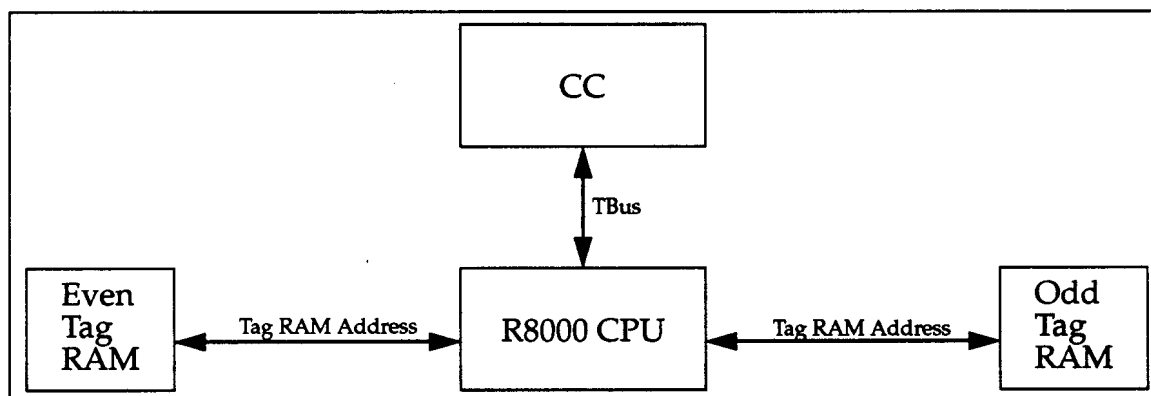 CC
TBus
Even
Tag
RAM
Tag RAM Address
R8000 CPU
Tag RAM Address
Odd
Tag
RAM